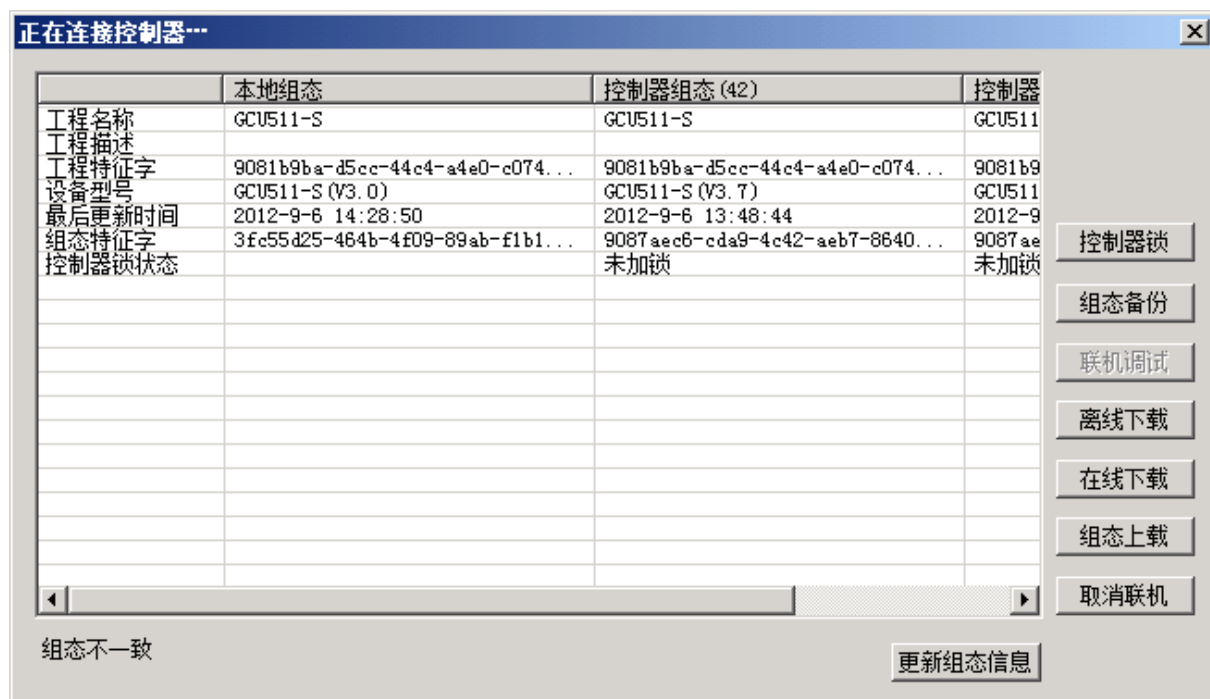 正在连接控制器…
本地组态 控制器组态(42) 控制器
工程名称 GCU511-S GCU511-S GCU511
工程描述
工程特征字 9081b9ba-d5cc-44c4-a4e0-c074... 9081b9ba-d5cc-44c4-a4e0-c074... 9081b9
设备型号 GCU511-S(V3.0) GCU511-S(V3.7) GCU511
最后更新时间 2012-9-6 14:28:50 2012-9-6 13:48:44 2012-9
组态特征字 3fc55d25-464b-4f09-89ab-f1b1... 9087aec6-cda9-4c42-aeb7-8640... 9087ae
控制器锁状态 未加锁 未加锁
控制器锁
组态备份
联机调试
离线下载
在线下载
组态上载
取消联机
组态不一致
更新组态信息